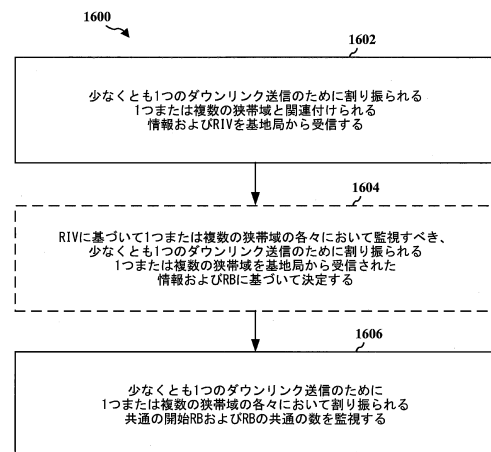 1600
1602
少なくとも1つのダウンリンク送信のために割り振られる
1つまたは複数の狭帯域と関連付けられる
情報およびRIVを基地局から受信する
1604
RIVに基づいて1つまたは複数の狭帯域の各々において監視すべき、
少なくとも1つのダウンリンク送信のために割り振られる
1つまたは複数の狭帯域を基地局から受信された
情報およびRBに基づいて決定する
1606
少なくとも1つのダウンリンク送信のために
1つまたは複数の狭帯域の各々において割り振られる
共通の開始RBおよびRBの共通の数を監視する